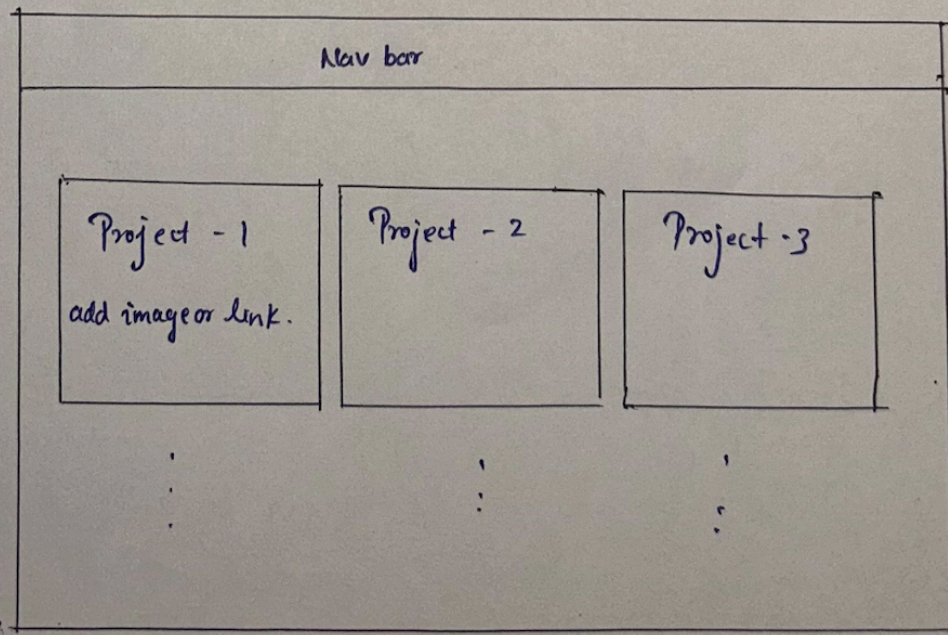 Nav bar
Project - 1
add image or link.
Project - 2
Project - 3